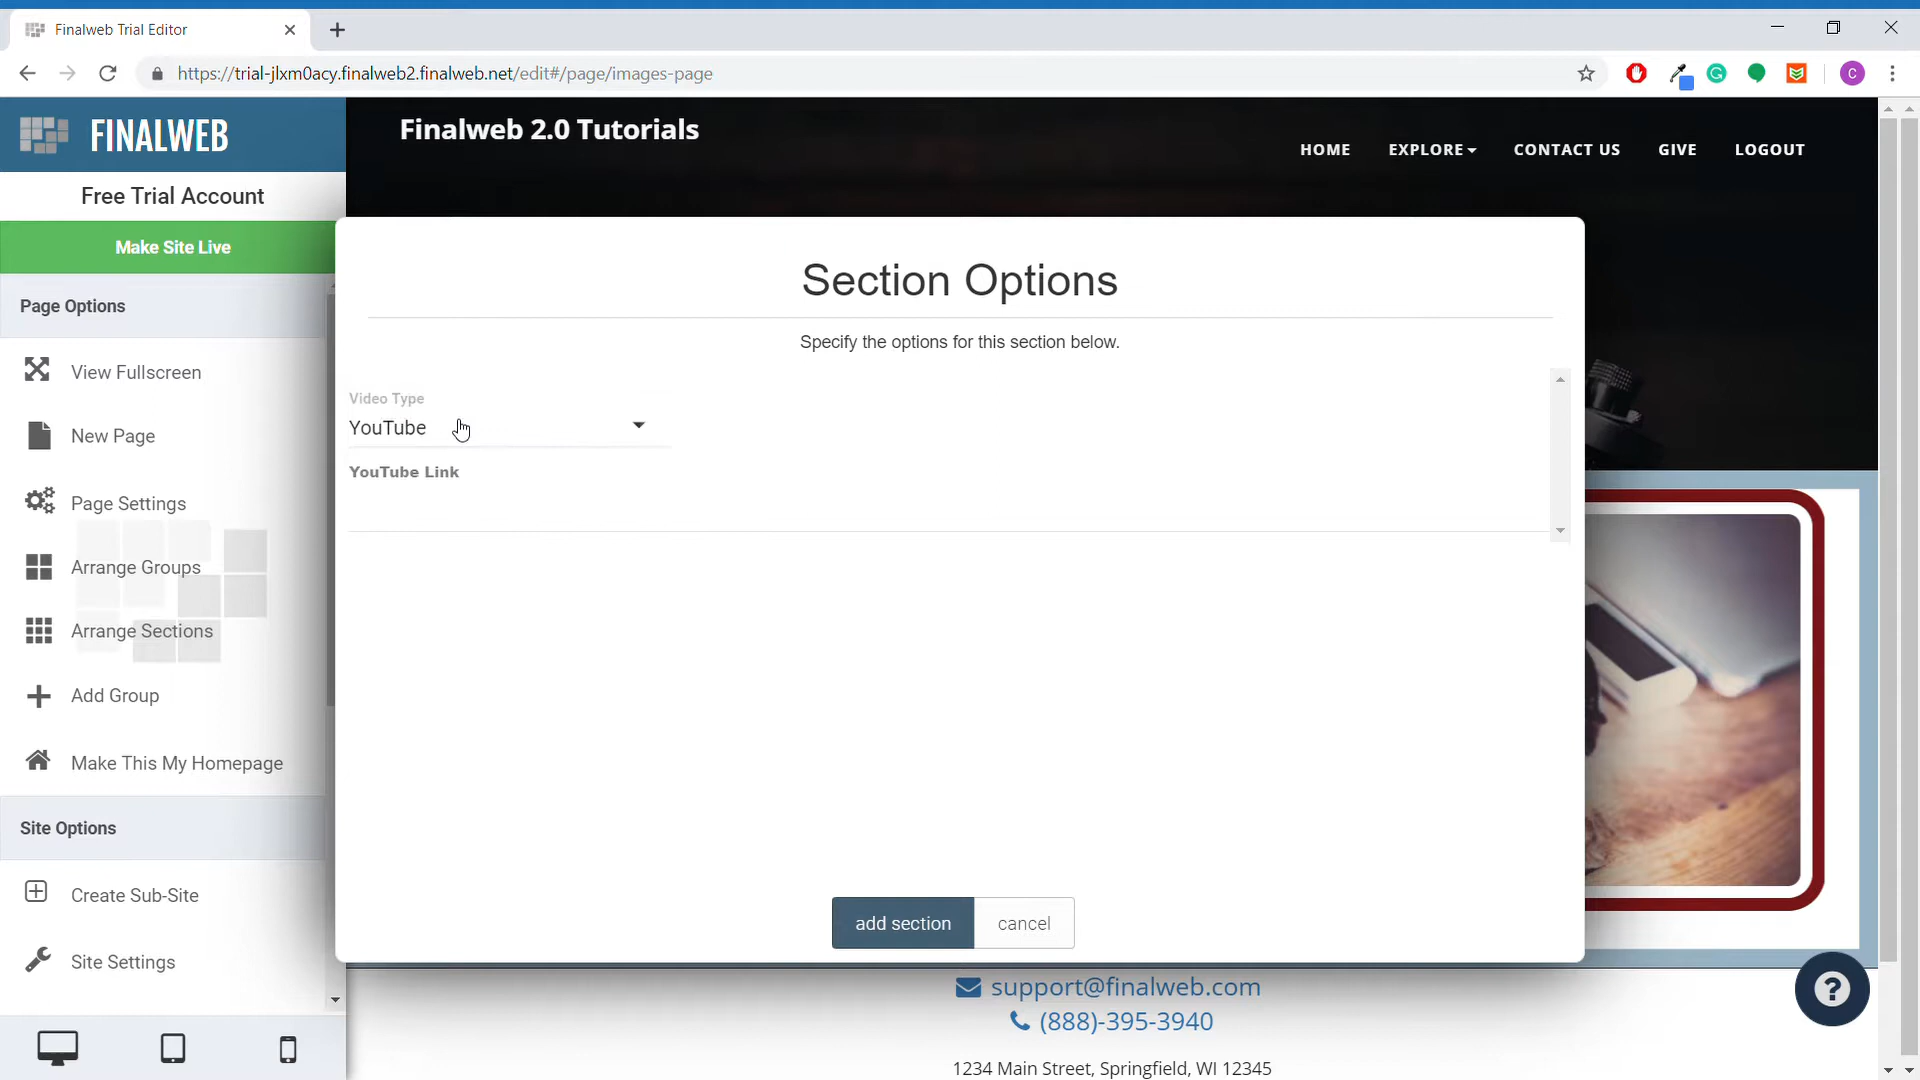 Finalweb Trial Editor
https://trial-jlxm0acy.finalweb2.finalweb.net/edit#/page/images-page
C
FINALWEB
Free Trial Account
Make Site Live
Page Options
View Fullscreen
New Page
Page Settings
Arrange Groups
Arrange Sections
Add Group
Make This My Homepage
Site Options
Create Sub-Site
Site Settings
Finalweb 2.0 Tutorials
HOME EXPLORE CONTACT US GIVE LOGOUT
Section Options
Specify the options for this section below.
Video Type
YouTube
YouTube Link
add section cancel
support@finalweb.com
(888)-395-3940
1234 Main Street, Springfield, WI 12345
?